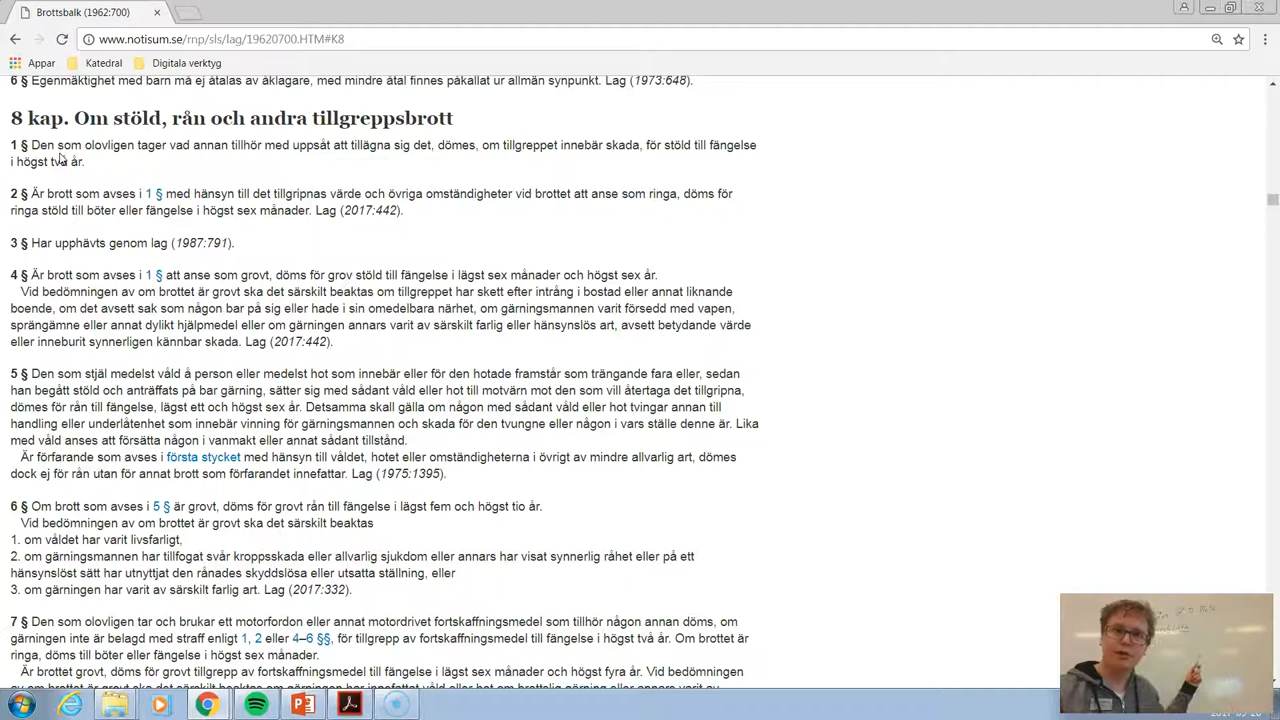 Brottsbalk (1962:700)
www.notisum.se/rnp/sls/lag/19620700.HTM#K8
Appar Katedral Digital verktyg
6 § Egenmäktighet med barn må ej åtalas av åklagare, med mindre åtal finnes påkallat ur allmän synpunkt. Lag (1973:648).
8 kap. Om stöld, rån och andra tillgreppsbrott
1 § Den som olovligen tager vad annan tillhör med uppsåt att tillägna sig det, dömes, om tillgreppet innebär skada, för stöld till fängelse
i högst två år.
2 § Är brott som avses i 1 § med hänsyn till det tillgripnas värde och övriga omständigheter vid brottet att anse som ringa, döms för
ringa stöld till böter eller fängelse i högst sex månader. Lag (2017:442).
3 § Har upphävts genom lag (1987:791).
4 § Är brott som avses i 1 § att anse som grovt, döms för grov stöld till fängelse i lägst sex månader och högst sex år.
Vid bedömningen av om brottet är grovt ska det särskilt beaktas om tillgreppet har skett efter intrång i bostad eller annat liknande
boende, om det avsett sak som någon bar på sig eller hade i sin omedelbara närhet, om gärningsmannen varit försedd med vapen,
sprängämne eller annat dylikt hjälpmedel eller om gärningen annars varit av särskilt farlig eller hänsynslös art, avsett betydande värde
eller inneburit synnerligen kännbar skada. Lag (2017:442).
5 § Den som stjäl medelst våld å person eller medelst hot som innebär eller för den hotade framstår som trängande fara eller, sedan
han begått stöld och anträffats på bar gärning, sätter sig med sådant våld eller hot till motvärn mot den som vill återtaga det tillgripna,
dömes för rån till fängelse, lägst ett och högst sex år. Detsamma skall gälla om någon med sådant våld eller hot tvingar annan till
handling eller underlåtenhet som innebär vinning för gärningsmannen och skada för den tvungne eller någon i vars ställe denne är. Lika
med våld anses att försätta någon i vanmakt eller annat sådant tillstånd.
Är förfarande som avses i första stycket med hänsyn till våldet, hotet eller omständigheterna i övrigt av mindre allvarlig art, dömes
dock ej för rån utan för annat brott som förfarandet innefattar. Lag (1975:1395).
6 § Om brott som avses i 5 § är grovt, döms för grovt rån till fängelse i lägst fem och högst tio år.
Vid bedömningen av om brottet är grovt ska det särskilt beaktas
1. om våldet har varit livsfarligt,
2. om gärningsmannen har tillfogat svår kroppsskada eller allvarlig sjukdom eller annars har visat synnerlig råhet eller på ett
hänsynslöst sätt har utnyttjat den rånades skyddslösa eller utsatta ställning, eller
3. om gärningen har varit av särskilt farlig art. Lag (2017:332).
7 § Den som olovligen tar och brukar ett motorfordon eller annat motordrivet fortskaffningsmedel som tillhör någon annan döms, om
gärningen inte är belagd med straff enligt 1, 2 eller 4–6 §§, för tillgrepp av fortskaffningsmedel till fängelse i högst två år. Om brottet är
ringa, döms till böter eller fängelse i högst sex månader.
Är brottet grovt, döms för grovt tillgrepp av fortskaffningsmedel till fängelse i lägst sex månader och högst fyra år. Vid bedömningen